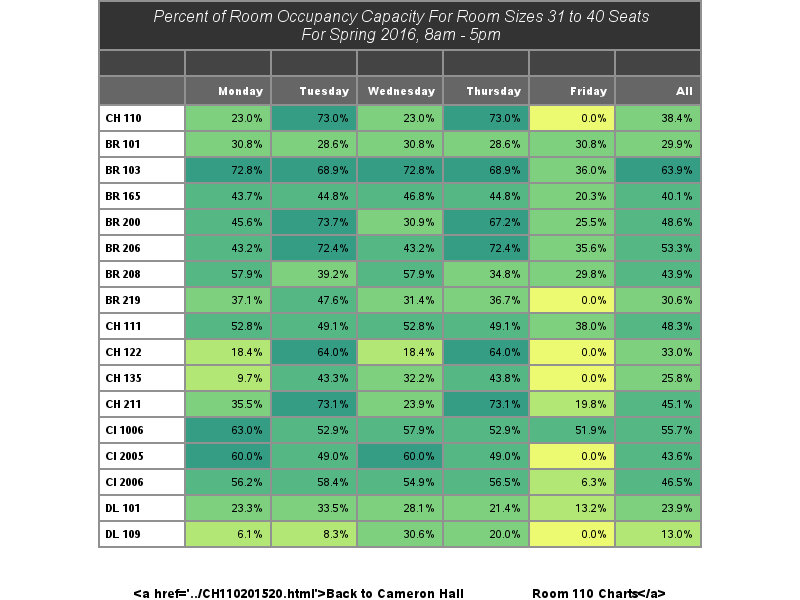 Percent of Room Occupancy Capacity For Room Sizes 31 to 40 Seats
For Spring 2016, 8am - 5pm
Monday Tuesday Wednesday Thursday Friday All
CH 110 23.0% 73.0% 23.0% 73.0% 0.0% 38.4%
BR 101 30.8% 28.6% 30.8% 28.6% 30.8% 29.9%
BR 103 72.8% 68.9% 72.8% 68.9% 36.0% 63.9%
BR 165 43.7% 44.8% 46.8% 44.8% 20.3% 40.1%
BR 200 45.6% 73.7% 30.9% 67.2% 25.5% 48.6%
BR 206 43.2% 72.4% 43.2% 72.4% 35.6% 53.3%
BR 208 57.9% 39.2% 57.9% 34.8% 29.8% 43.9%
BR 219 37.1% 47.6% 31.4% 36.7% 0.0% 30.6%
CH 111 52.8% 49.1% 52.8% 49.1% 38.0% 48.3%
CH 122 18.4% 64.0% 18.4% 64.0% 0.0% 33.0%
CH 135 9.7% 43.3% 32.2% 43.8% 0.0% 25.8%
CH 211 35.5% 73.1% 23.9% 73.1% 19.8% 45.1%
CI 1006 63.0% 52.9% 57.9% 52.9% 51.9% 55.7%
CI 2005 60.0% 49.0% 60.0% 49.0% 0.0% 43.6%
CI 2006 56.2% 58.4% 54.9% 56.5% 6.3% 46.5%
DL 101 23.3% 33.5% 28.1% 21.4% 13.2% 23.9%
DL 109 6.1% 8.3% 30.6% 20.0% 0.0% 13.0%
<a href='../CH110201520.html'>Back to Cameron Hall Room 110 Charts</a>